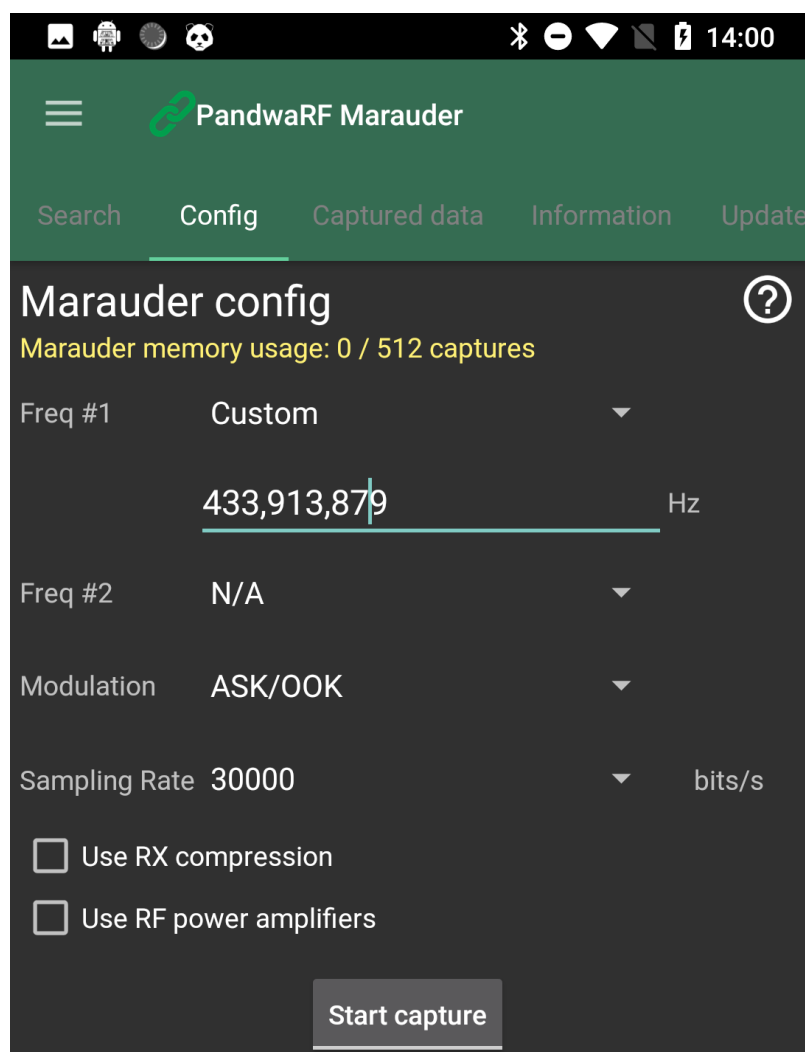 14:00
PandwaRF Marauder
Search Config Captured data Information Update
Marauder config
Marauder memory usage: 0 / 512 captures
Freq #1 Custom
433,913,879 Hz
Freq #2 N/A
Modulation ASK/OOK
Sampling Rate 30000 bits/s
Use RX compression
Use RF power amplifiers
Start capture